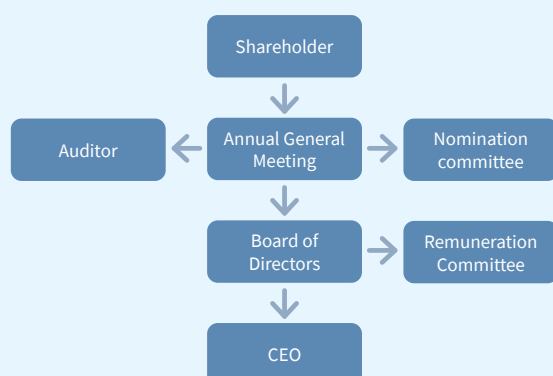 Shareholder
Auditor
Annual General
Meeting
Nomination
committee
Board of
Directors
Remuneration
Committee
CEO